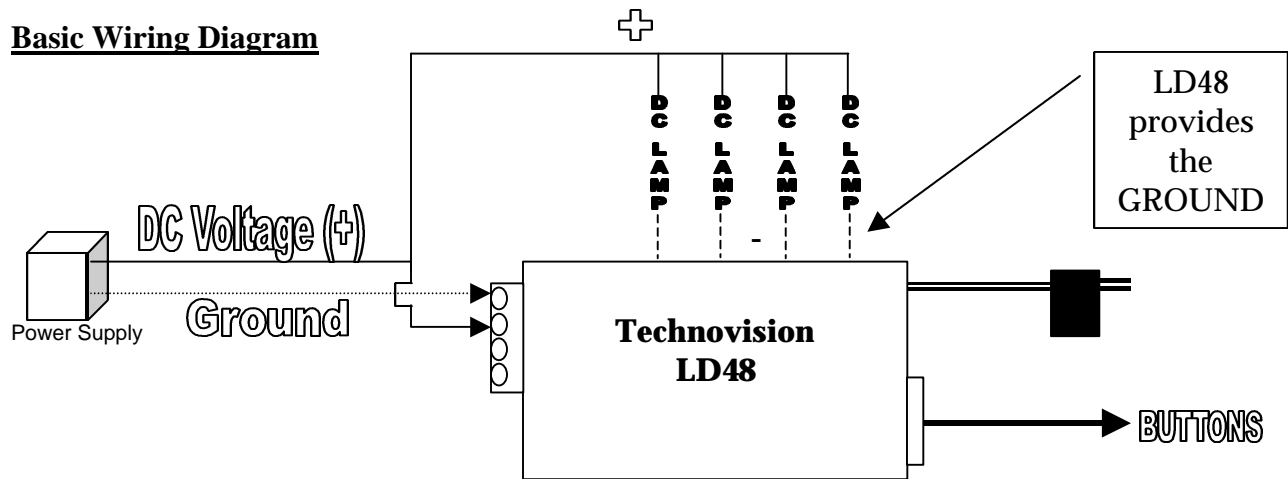 Basic Wiring Diagram
+
LD48
provides
the
GROUND
DC LAMP
DC LAMP
DC LAMP
DC LAMP
-
DC Voltage (+)
Ground
Power Supply
Technovision
LD48
BUTTONS